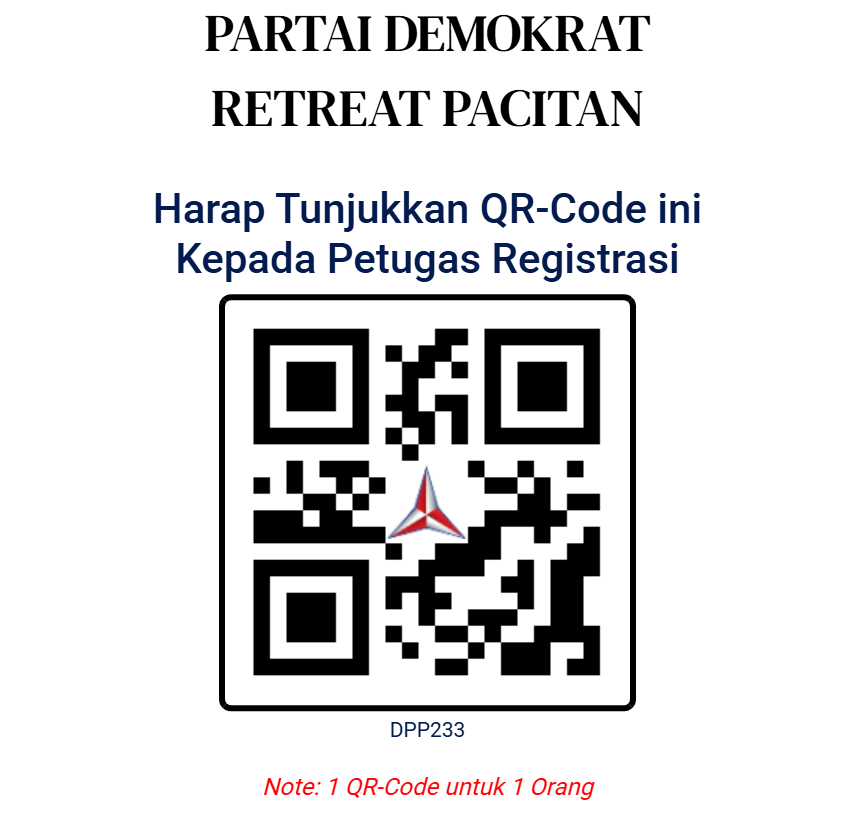 PARTAI DEMOKRAT
RETREAT PACITAN
Harap Tunjukkan QR-Code ini
Kepada Petugas Registrasi
DPP233
Note: 1 QR-Code untuk 1 Orang